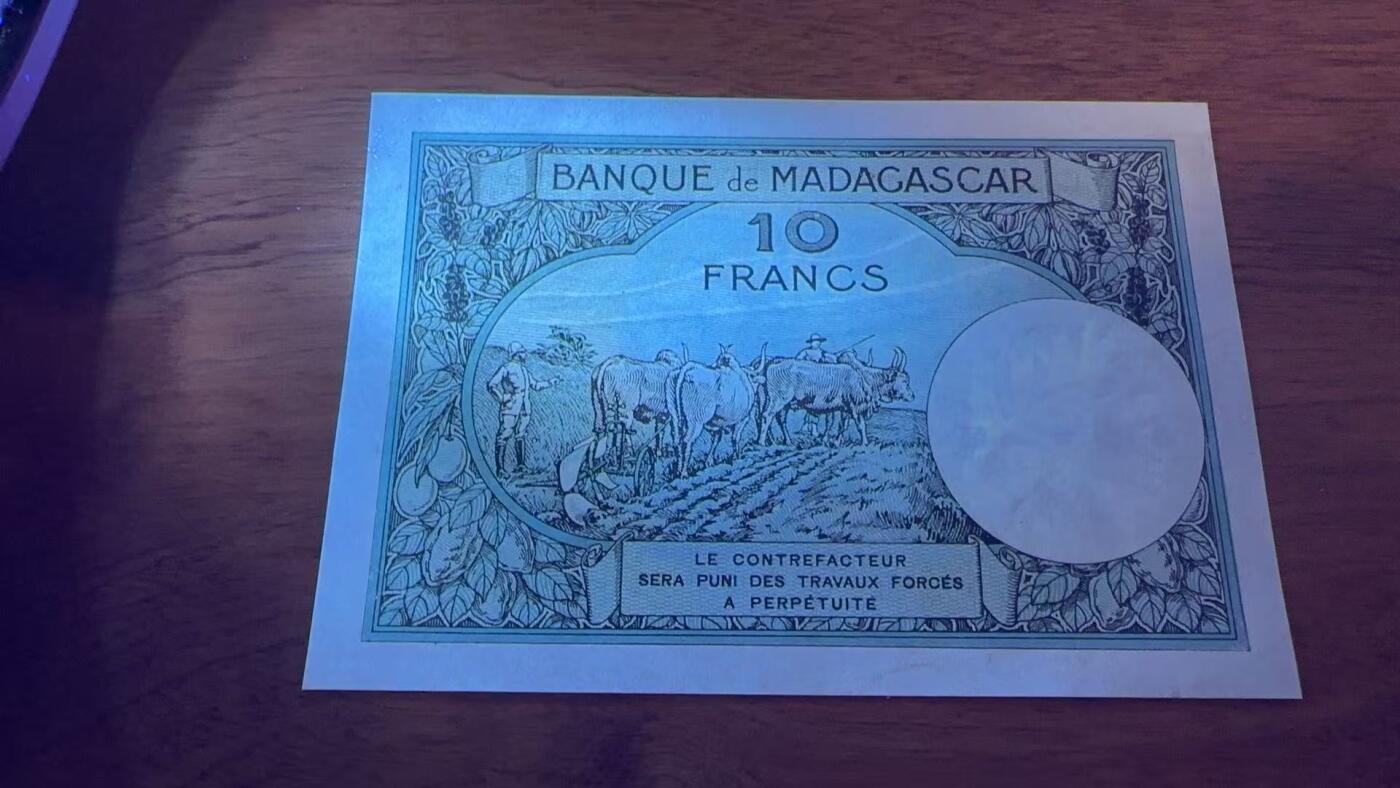 BANQUE de MADAGASCAR
10
FRANCS
LE CONTREFACTEUR
SERA PUNI DES TRAVAUX FORCÉS
A PERPÉTUITÉ